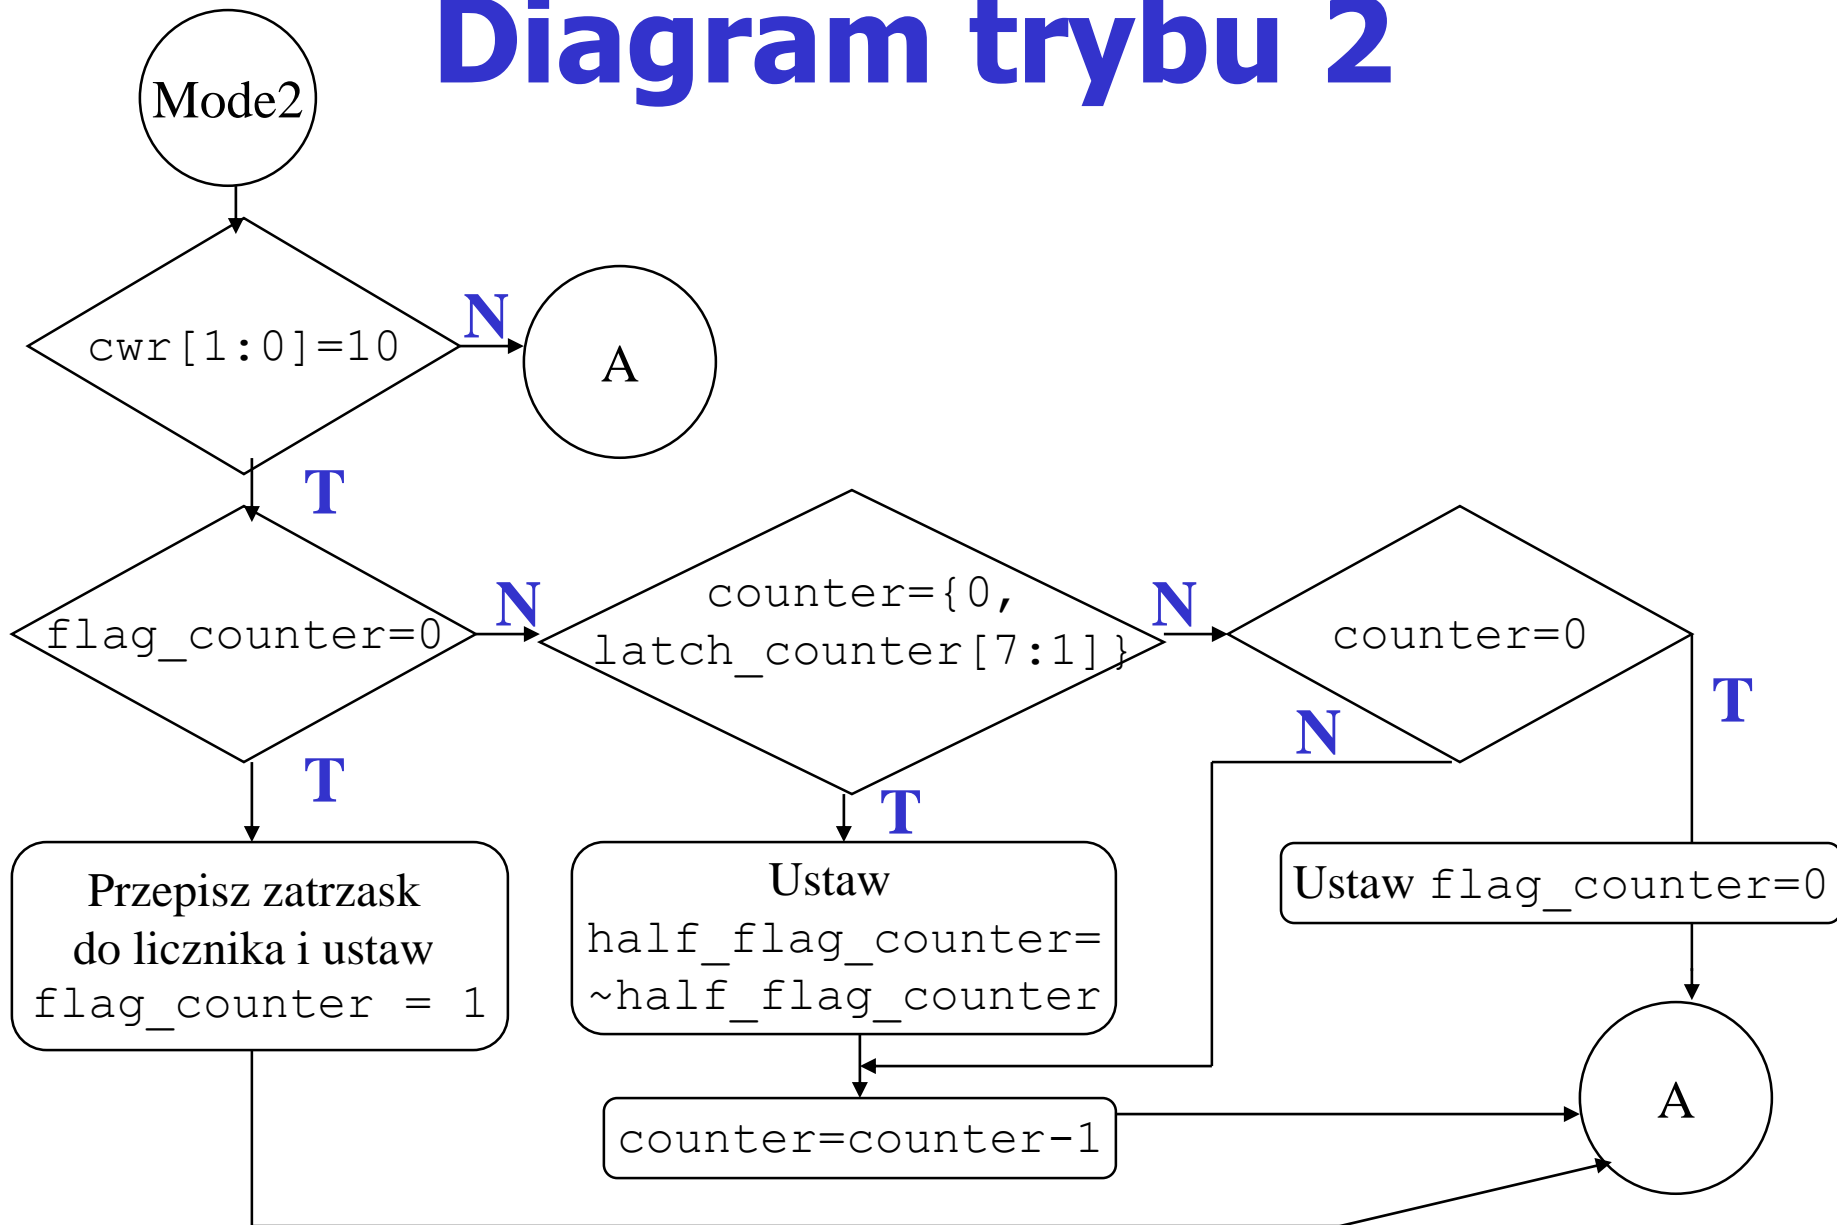 Diagram trybu 2
Mode2
cwr[1:0]=10
N
A
T
flag_counter=0
N
counter={0,
latch_counter[7:1]}
N
counter=0
T
N
T
T
Przepisz zatrzask
do licznika i ustaw
flag_counter = 1
Ustaw
half_flag_counter=
~half_flag_counter
Ustaw flag_counter=0
counter=counter-1
A